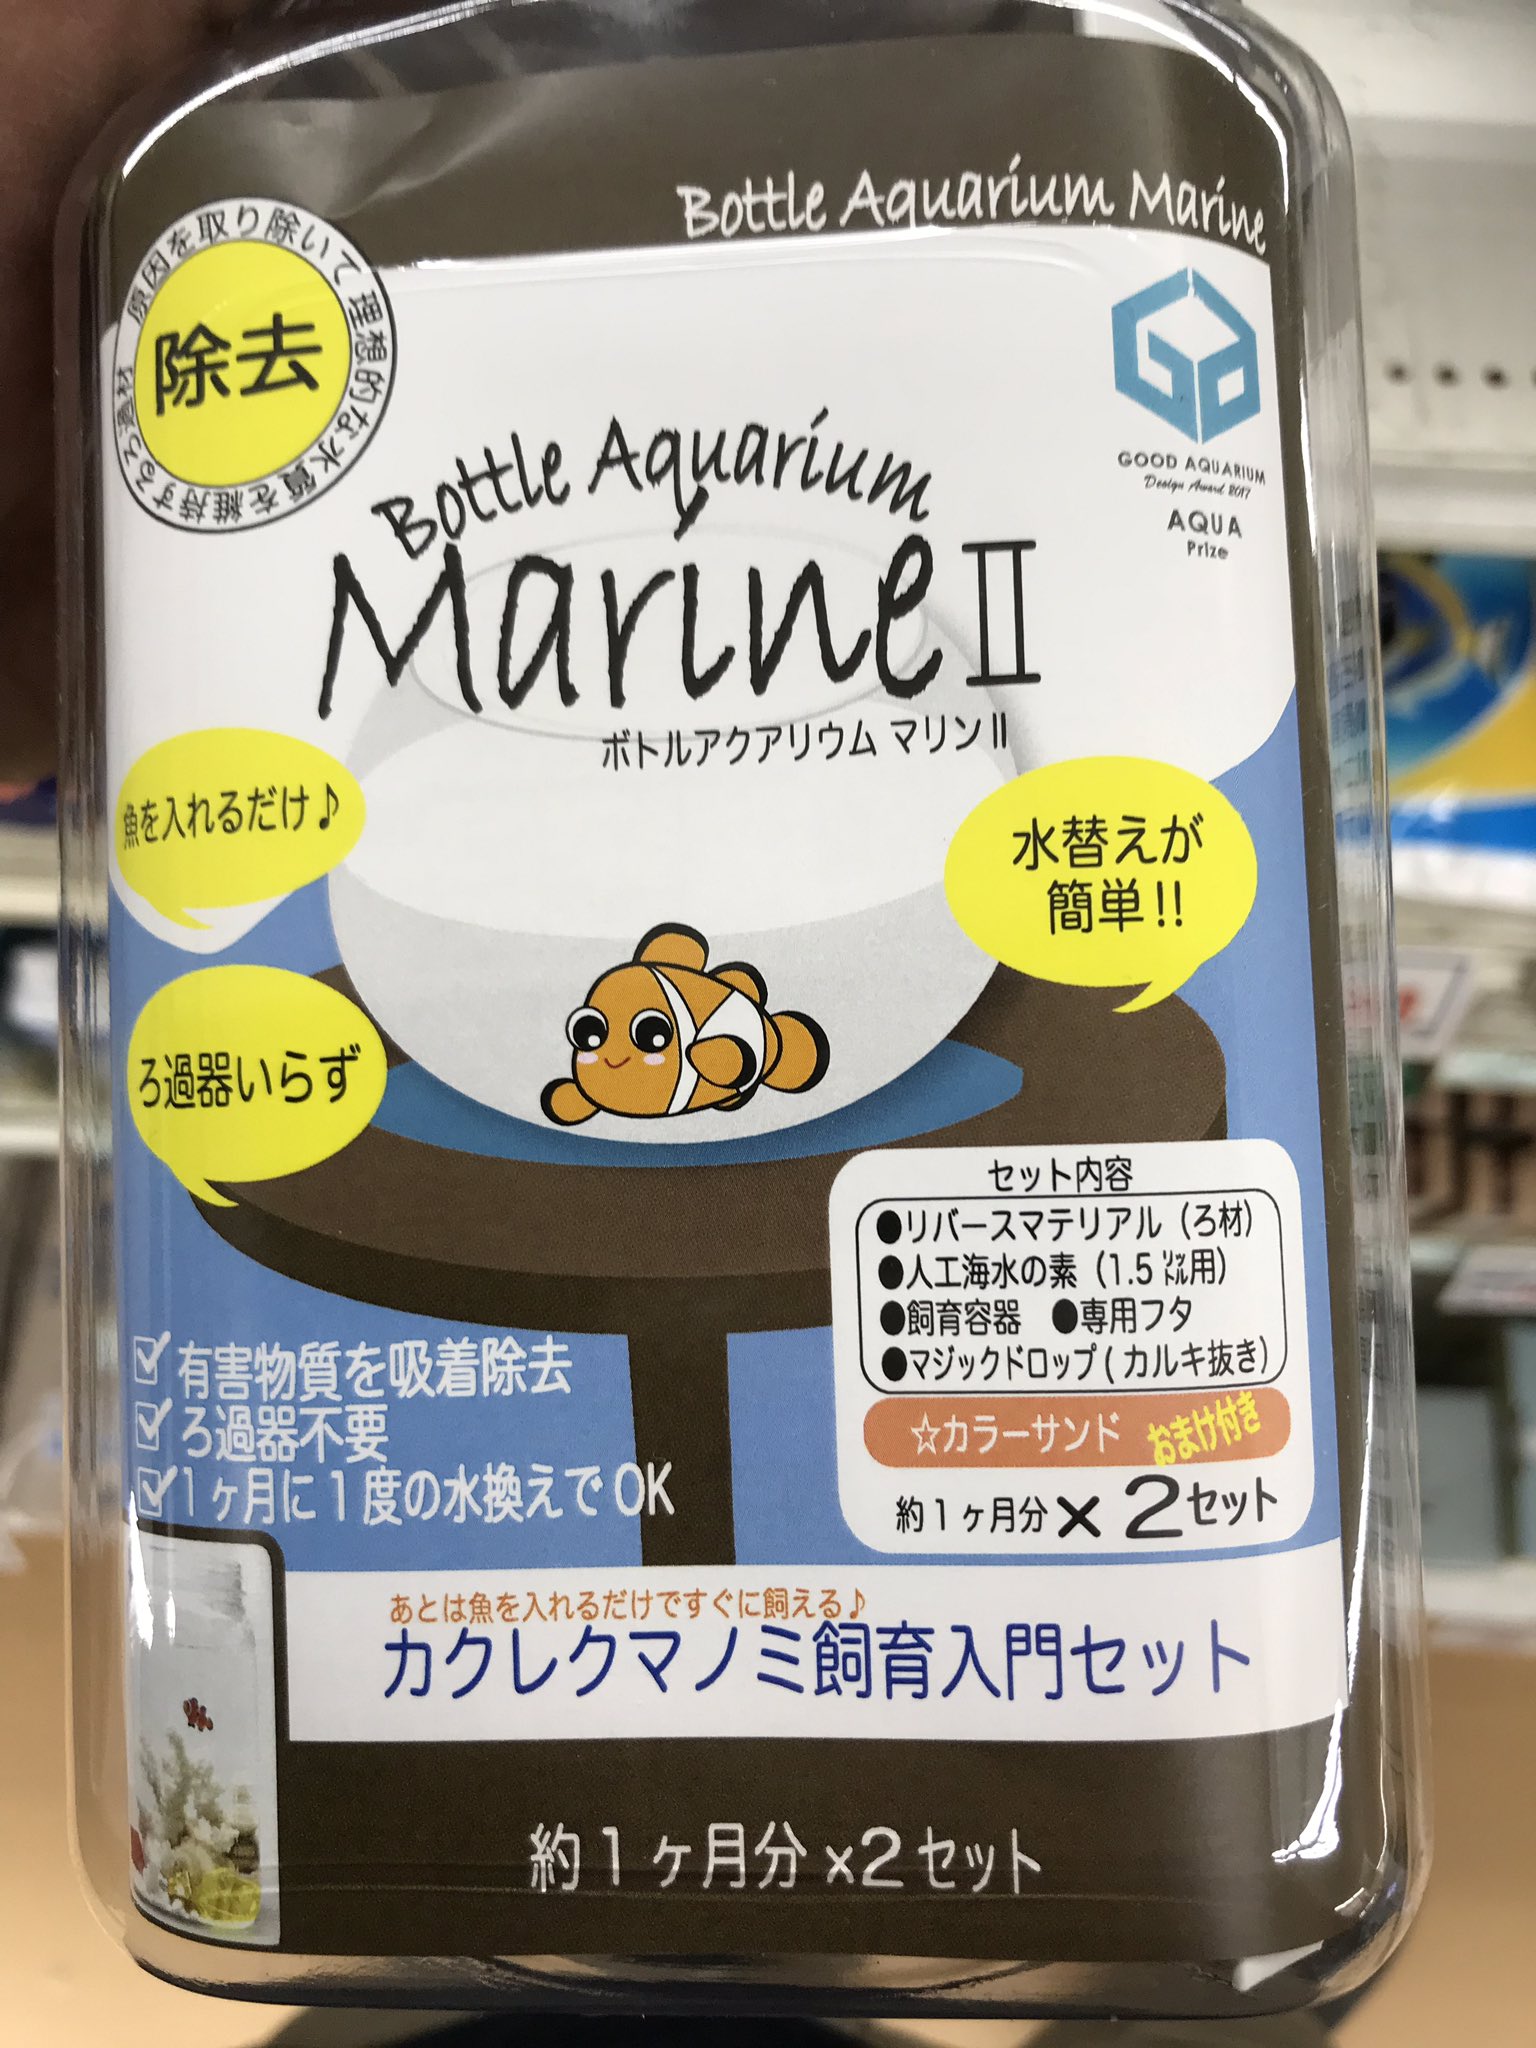 Bottle Aquarium Marine
原因を取り除いて 理想的な水質を維持するろ過材
除去
GOOD AQUARIUM
Design Award 2017
AQUA
Prize
Bottle Aquarium
Marine II
ボトルアクアリウム マリンII
魚を入れるだけ♪
水替えが
簡単!!
ろ過器いらず
セット内容
●リバースマテリアル(ろ材)
●人工海水の素(1.5㍑用)
●飼育容器 ●専用フタ
●マジックドロップ(カルキ抜き)
☆カラーサンド おまけ付き
約1ヶ月分×2セット
有害物質を吸着除去
ろ過器不要
1ヶ月に1度の水換えでOK
あとは魚を入れるだけですぐに飼える♪
カクレクマノミ飼育入門セット
約1ヶ月分x2セット